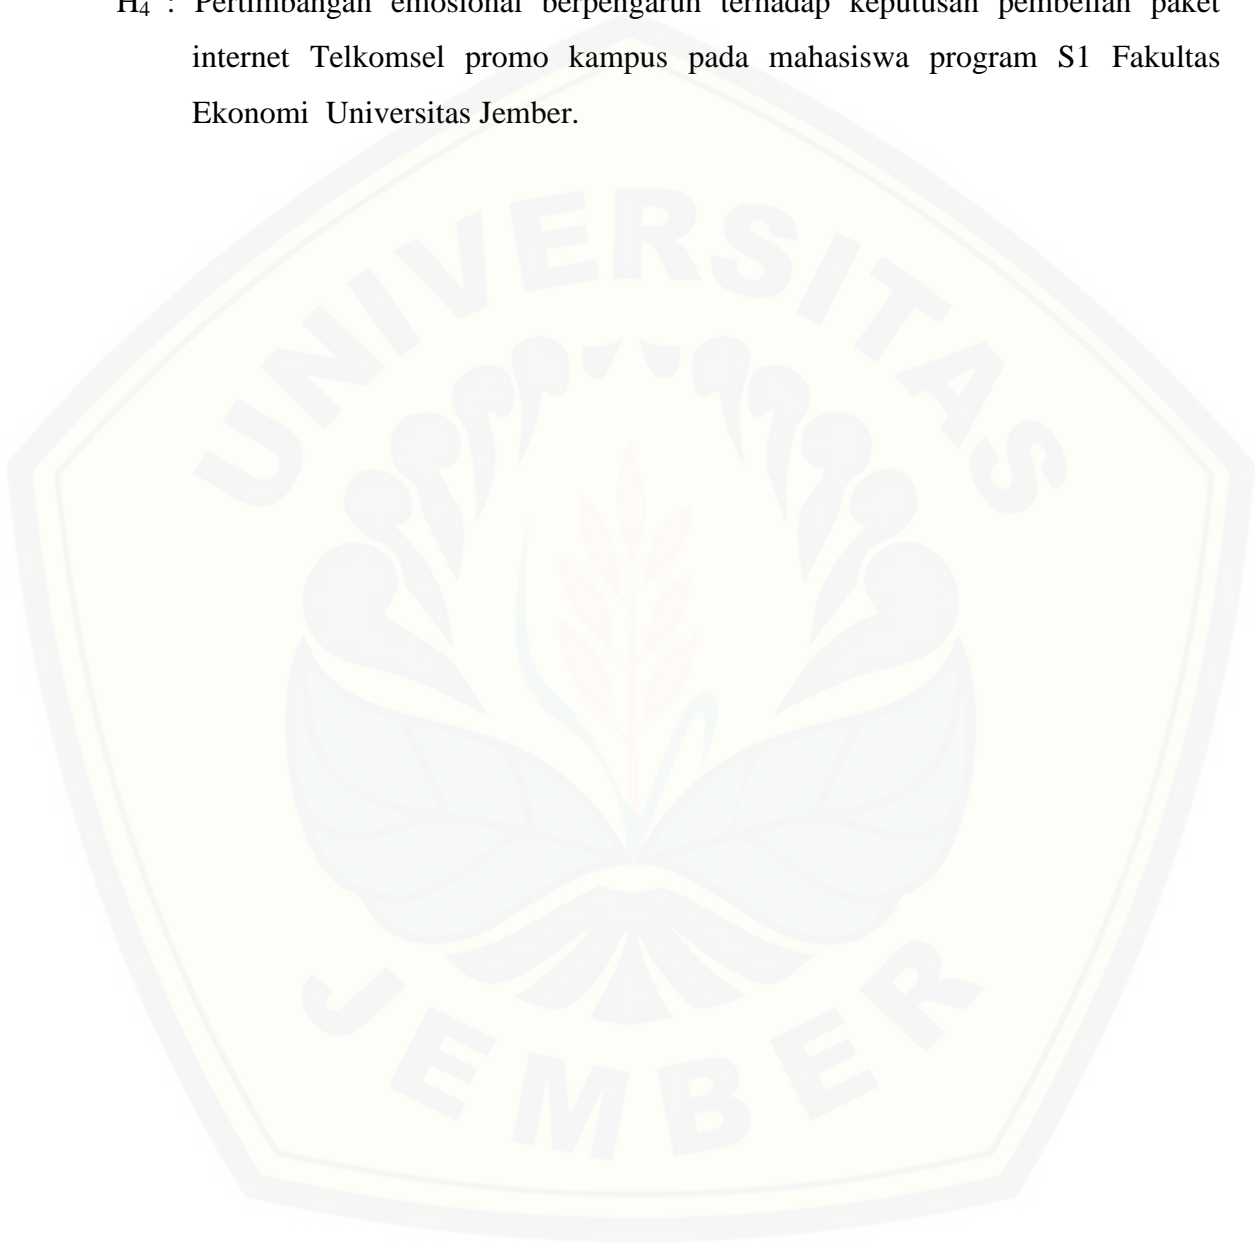 H₄ : Pertimbangan emosional berpengaruh terhadap keputusan pembelian paket
internet Telkomsel promo kampus pada mahasiswa program S1 Fakultas
Ekonomi Universitas Jember.
UNIVERSITAS
JEMBER